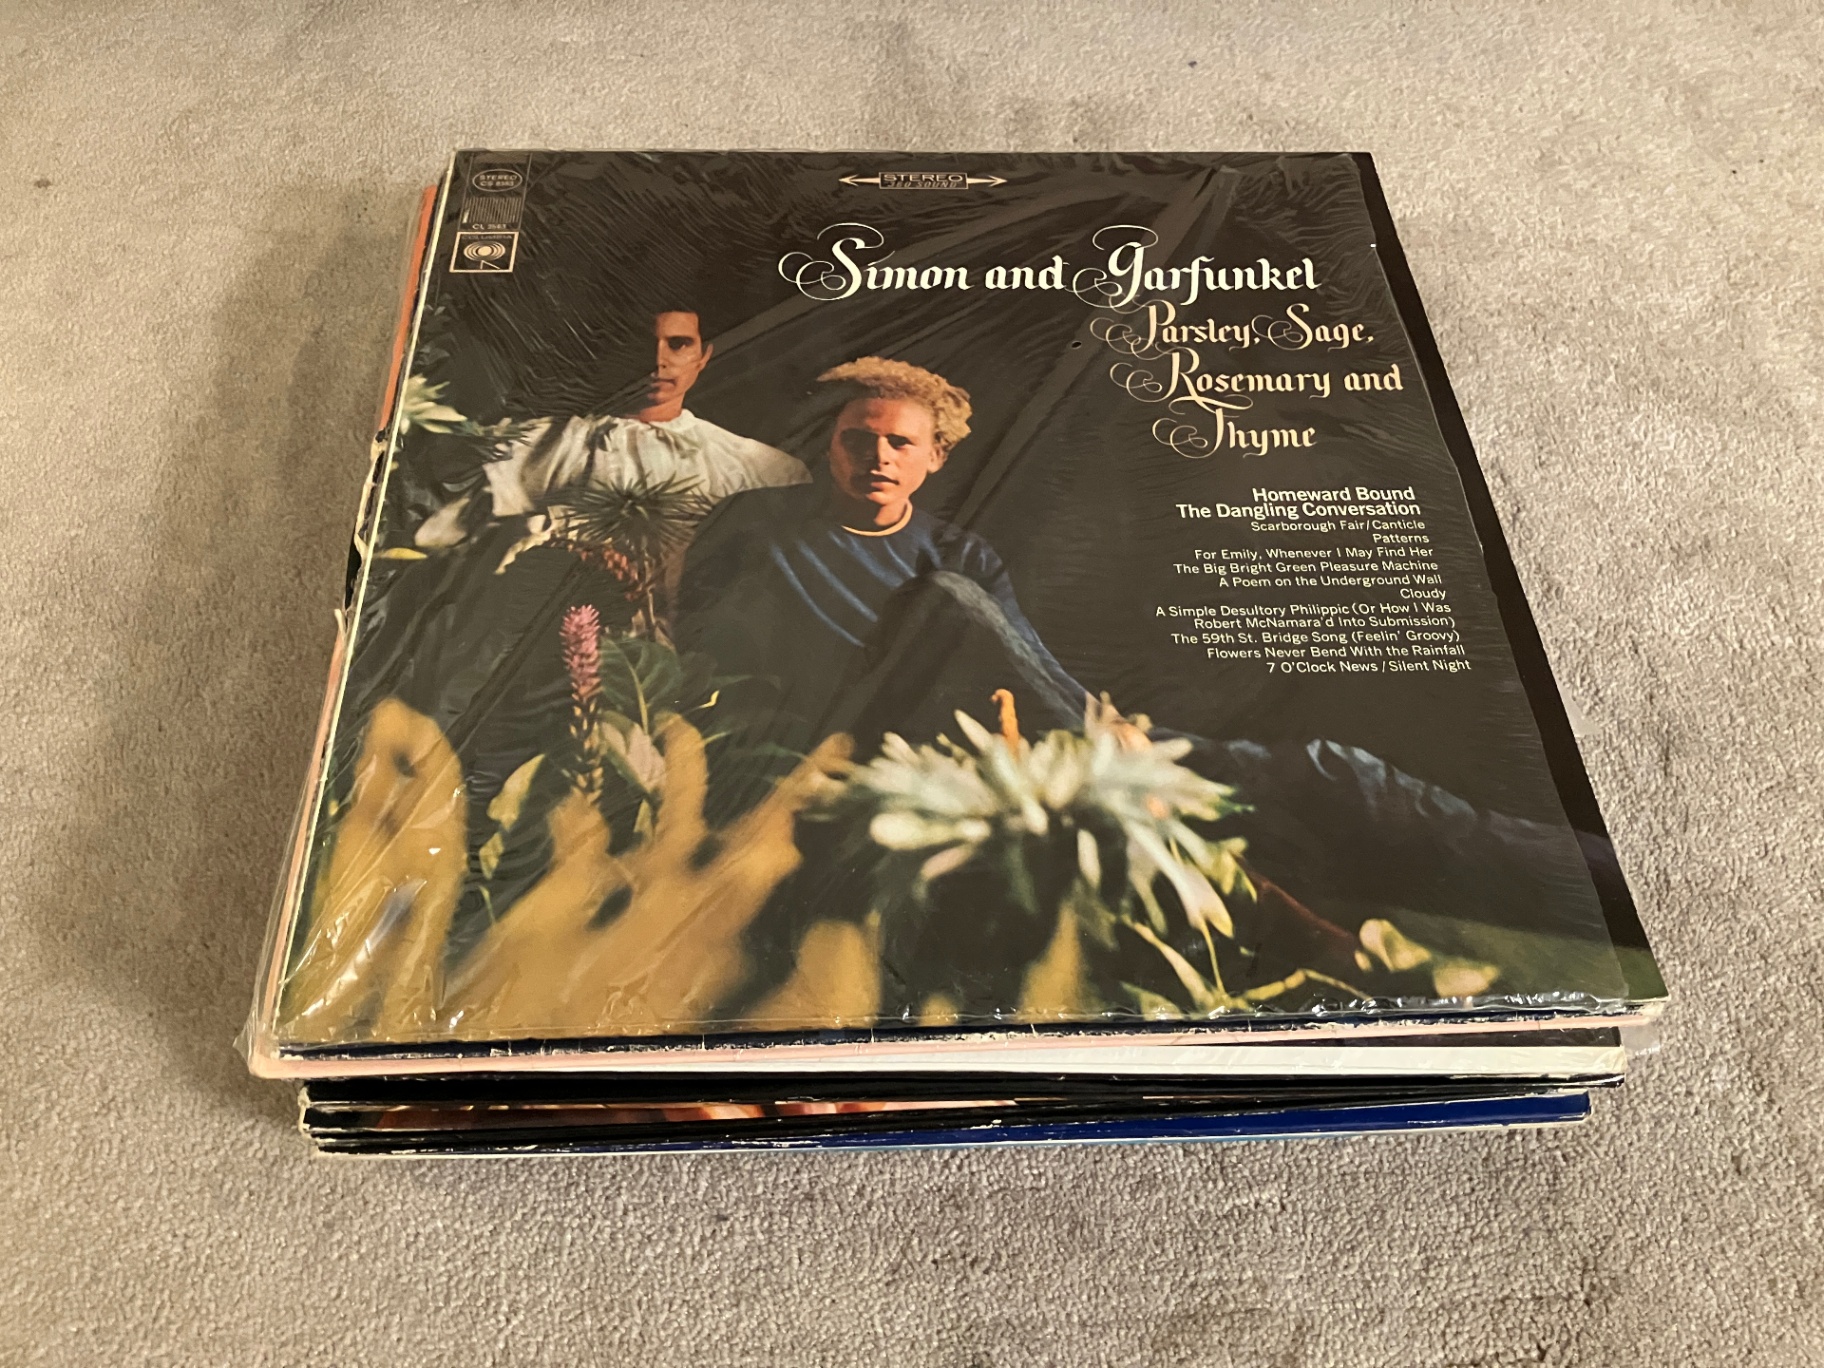 STEREO
CS 9363
CL 2563
COLUMBIA
STEREO
360 SOUND
Simon and Garfunkel
Parsley, Sage,
Rosemary and
Thyme
Homeward Bound
The Dangling Conversation
Scarborough Fair/Canticle
Patterns
For Emily, Whenever I May Find Her
The Big Bright Green Pleasure Machine
A Poem on the Underground Wall
Cloudy
A Simple Desultory Philippic (Or How I Was
Robert McNamara'd Into Submission)
The 59th St. Bridge Song (Feelin' Groovy)
Flowers Never Bend With the Rainfall
7 O'Clock News / Silent Night